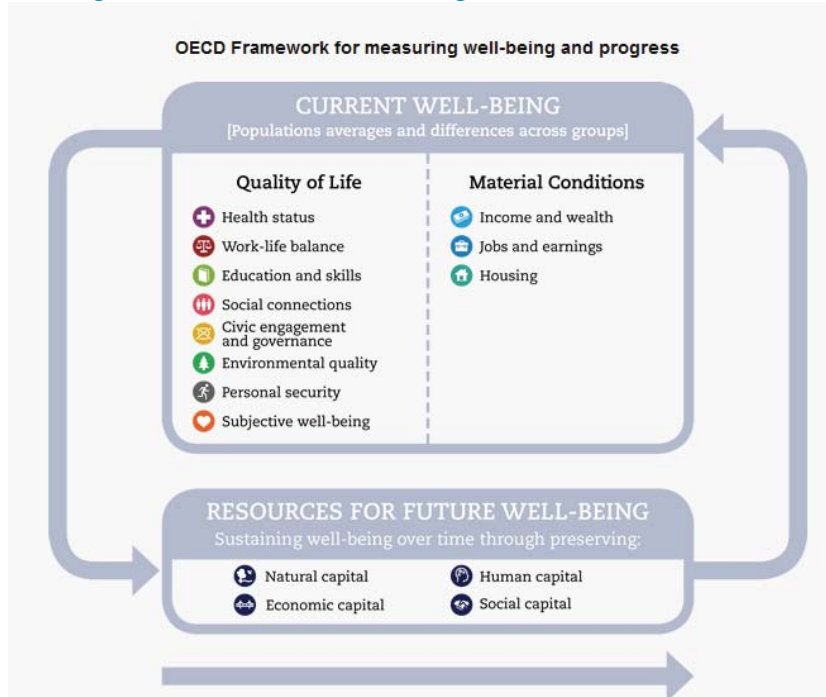 OECD Framework for measuring well-being and progress
CURRENT WELL-BEING
[Populations averages and differences across groups]
Quality of Life
Health status
Work-life balance
Education and skills
Social connections
Civic engagement
and governance
Environmental quality
Personal security
Subjective well-being
Material Conditions
Income and wealth
Jobs and earnings
Housing
RESOURCES FOR FUTURE WELL-BEING
Sustaining well-being over time through preserving:
Natural capital
Human capital
Economic capital
Social capital